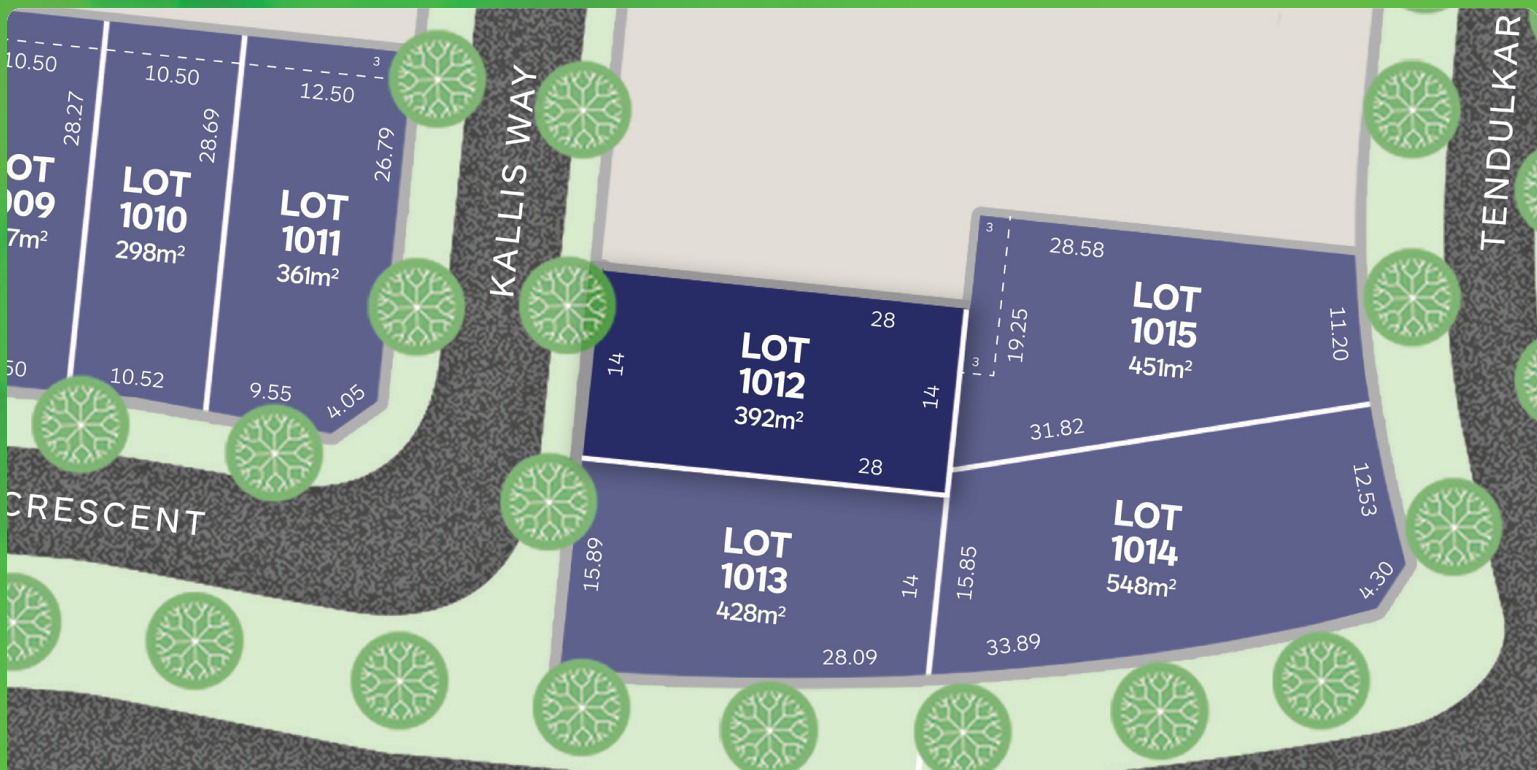 10.50
28.27
OT
009
7m²
50
10.50
28.69
LOT
1010
298m²
10.52
3
12.50
26.79
LOT
1011
361m²
9.55
4.05
KALLIS WAY
CRESCENT
28
14
LOT
1012
392m²
14
28
15.89
LOT
1013
428m²
14
28.09
3
28.58
19.25
3
LOT
1015
451m²
11.20
31.82
12.53
LOT
1014
548m²
15.85
4.30
33.89
TENDULKAR